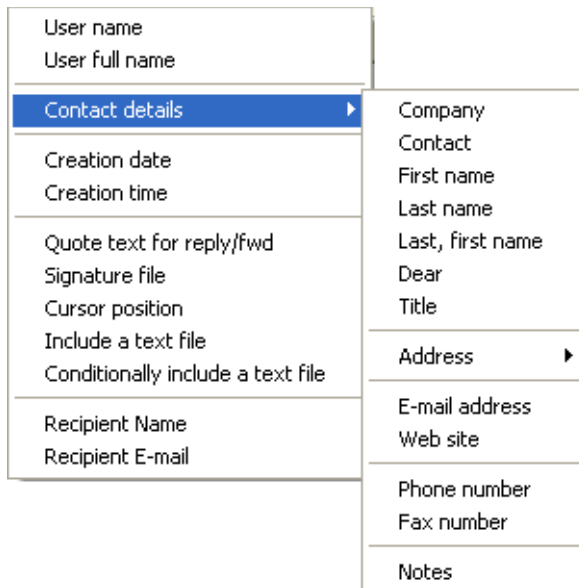 User name
User full name
Contact details
Creation date
Creation time
Quote text for reply/fwd
Signature file
Cursor position
Include a text file
Conditionally include a text file
Recipient Name
Recipient E-mail
Company
Contact
First name
Last name
Last, first name
Dear
Title
Address
E-mail address
Web site
Phone number
Fax number
Notes